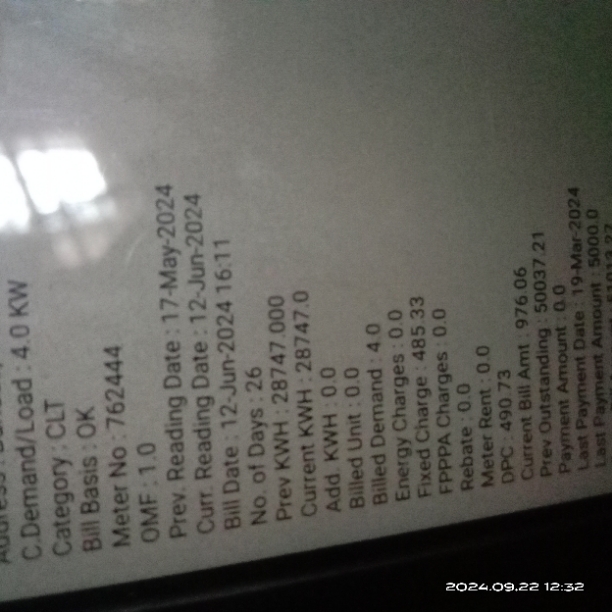 C.Demand/Load : 4.0 KW
Category : CLT
Bill Basis : OK
Meter No : 762444
OMF : 1.0
Prev. Reading Date : 17-May-2024
Curr. Reading Date : 12-Jun-2024
Bill Date : 12-Jun-2024 16:11
No. of Days : 26
Prev KWH : 28747.000
Current KWH : 28747.0
Add. KWH : 0.0
Billed Unit : 0.0
Billed Demand : 4.0
Energy Charges : 0.0
Fixed Charge : 485.33
FPPPA Charges : 0.0
Rebate : 0.0
Meter Rent : 0.0
DPC : 490.73
Current Bill Amt : 976.06
Prev Outstanding : 50037.21
Payment Amount : 0.0
Last Payment Date : 19-Mar-2024
Last Payment Amount : 5000.0
2024.09.22 12:32